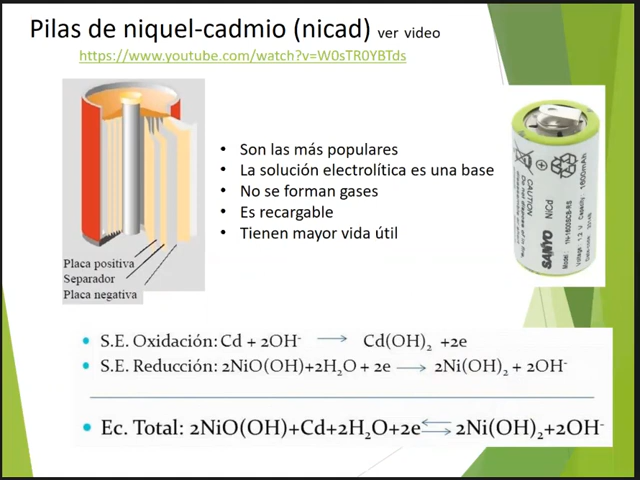 Pilas de niquel-cadmio (nicad) ver video
https://www.youtube.com/watch?v=W0sTR0YBTds
• Son las más populares
• La solución electrolítica es una base
• No se forman gases
• Es recargable
• Tienen mayor vida útil
Placa positiva
Separador
Placa negativa
CAUTION
SANYO NiCd
1800mAh
• S.E. Oxidación: Cd + 2OH⁻ → Cd(OH)₂ +2e
• S.E. Reducción: 2NiO(OH)+2H₂O + 2e → 2Ni(OH)₂ + 2OH⁻
• Ec. Total: 2NiO(OH)+Cd+2H₂O+2e⇆2Ni(OH)₂+2OH⁻